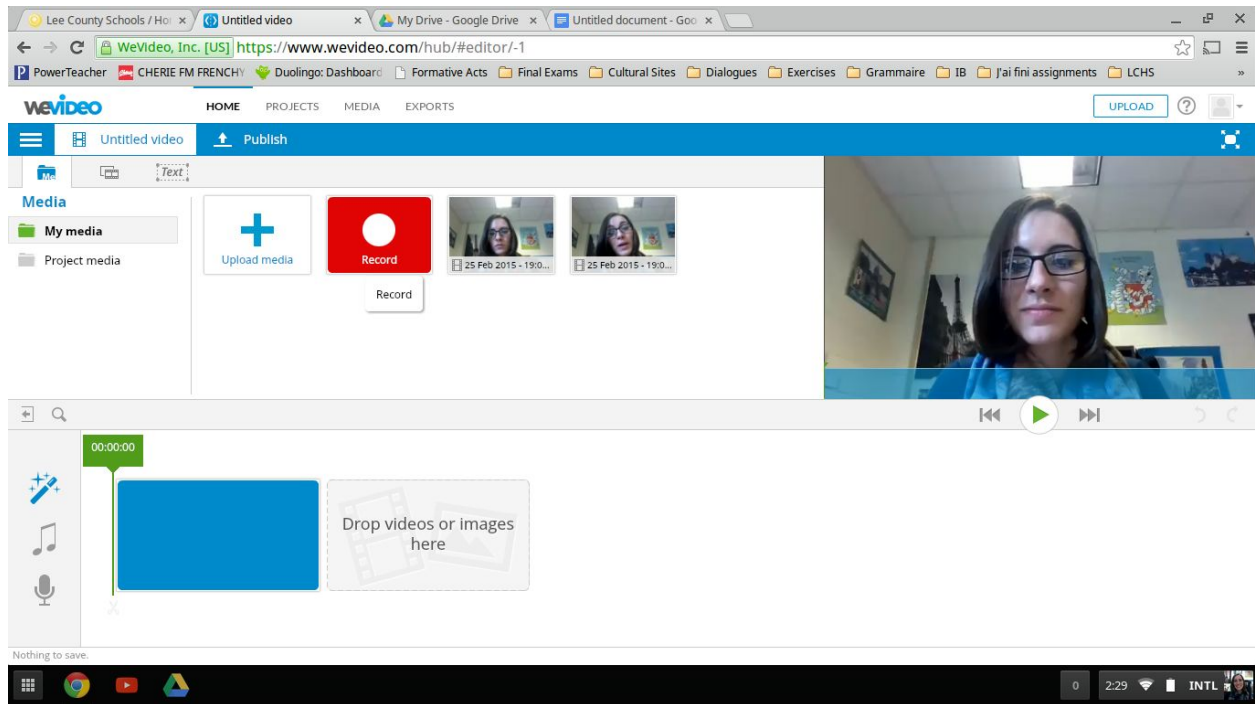 Lee County Schools / Ho
Untitled video
My Drive - Google Drive
Untitled document - Goo
WeVideo, Inc. [US] https://www.wevideo.com/hub/#editor/-1
PowerTeacher CHERIE FM FRENCHY Duolingo: Dashboard Formative Acts Final Exams Cultural Sites Dialogues Exercises Grammaire IB J'ai fini assignments LCHS »
WeVIDEO HOME PROJECTS MEDIA EXPORTS UPLOAD ?
Untitled video Publish
Me Text
Media
My media
Project media
Upload media
Record
25 Feb 2015 - 19:0...
25 Feb 2015 - 19:0...
Record
00:00:00
Drop videos or images
here
Nothing to save.
0 2:29 INTL